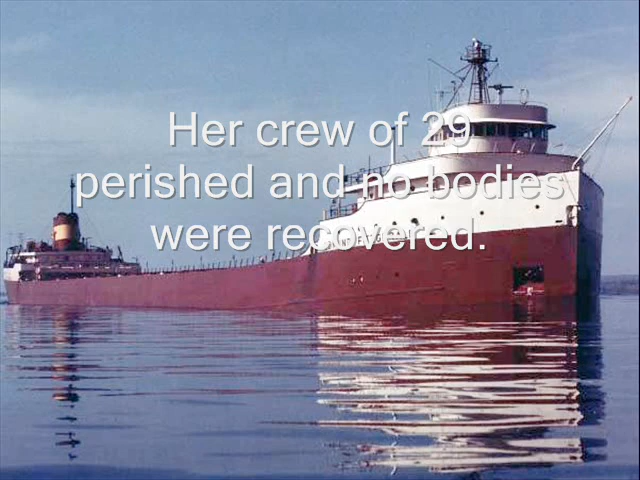 Her crew of 29
perished and no bodies
were recovered.